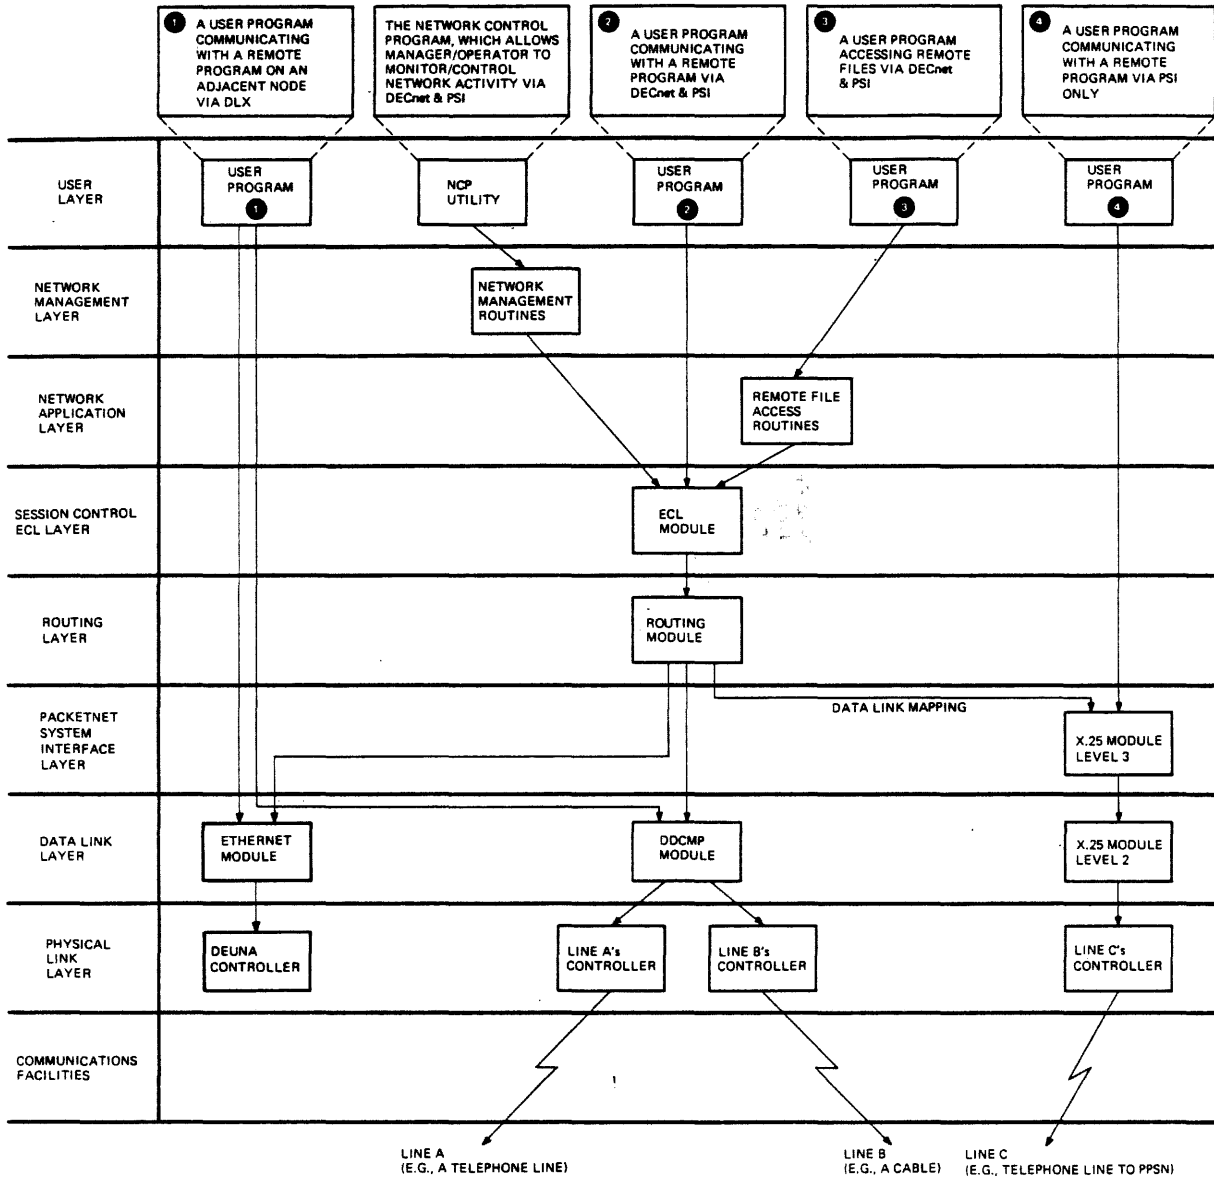 1 A USER PROGRAM
COMMUNICATING
WITH A REMOTE
PROGRAM ON AN
ADJACENT NODE
VIA DLX
THE NETWORK CONTROL
PROGRAM, WHICH ALLOWS
MANAGER/OPERATOR TO
MONITOR/CONTROL
NETWORK ACTIVITY VIA
DECnet & PSI
2
A USER PROGRAM
COMMUNICATING
WITH A REMOTE
PROGRAM VIA
DECnet & PSI
3
A USER PROGRAM
ACCESSING REMOTE
FILES VIA DECnet
& PSI
4
A USER PROGRAM
COMMUNICATING
WITH A REMOTE
PROGRAM VIA PSI
ONLY
USER
LAYER
USER
PROGRAM
1
NCP
UTILITY
USER
PROGRAM
2
USER
PROGRAM
3
USER
PROGRAM
4
NETWORK
MANAGEMENT
LAYER
NETWORK
MANAGEMENT
ROUTINES
NETWORK
APPLICATION
LAYER
REMOTE FILE
ACCESS
ROUTINES
SESSION CONTROL
ECL LAYER
ECL
MODULE
ROUTING
LAYER
ROUTING
MODULE
PACKETNET
SYSTEM
INTERFACE
LAYER
DATA LINK MAPPING
X.25 MODULE
LEVEL 3
DATA LINK
LAYER
ETHERNET
MODULE
DDCMP
MODULE
X.25 MODULE
LEVEL 2
PHYSICAL
LINK
LAYER
DEUNA
CONTROLLER
LINE A's
CONTROLLER
LINE B's
CONTROLLER
LINE C's
CONTROLLER
COMMUNICATIONS
FACILITIES
LINE A
(E.G., A TELEPHONE LINE)
LINE B
(E.G., A CABLE)
LINE C
(E.G., TELEPHONE LINE TO PPSN)